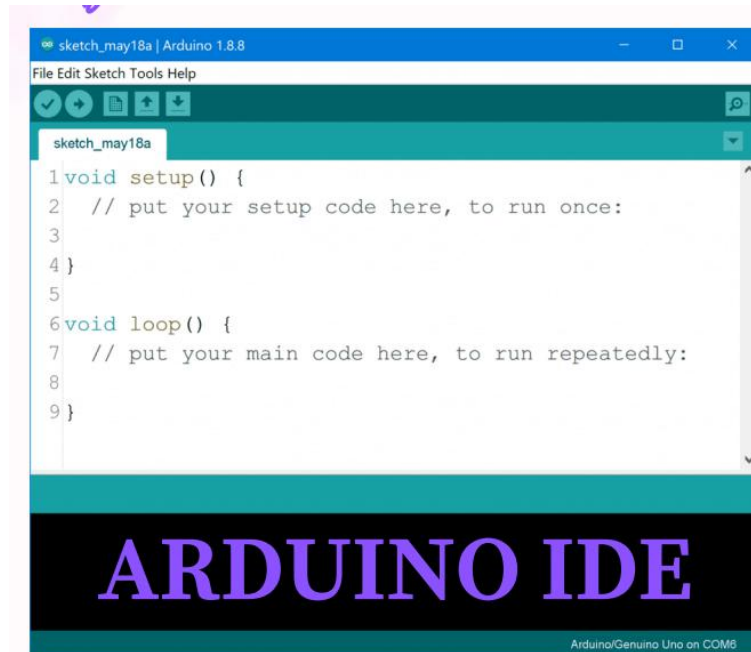 sketch_may18a | Arduino 1.8.8
File Edit Sketch Tools Help
sketch_may18a
1 void setup() {
2 // put your setup code here, to run once:
3
4 }
5
6 void loop() {
7 // put your main code here, to run repeatedly:
8
9 }
ARDUINO IDE
Arduino/Genuino Uno on COM6